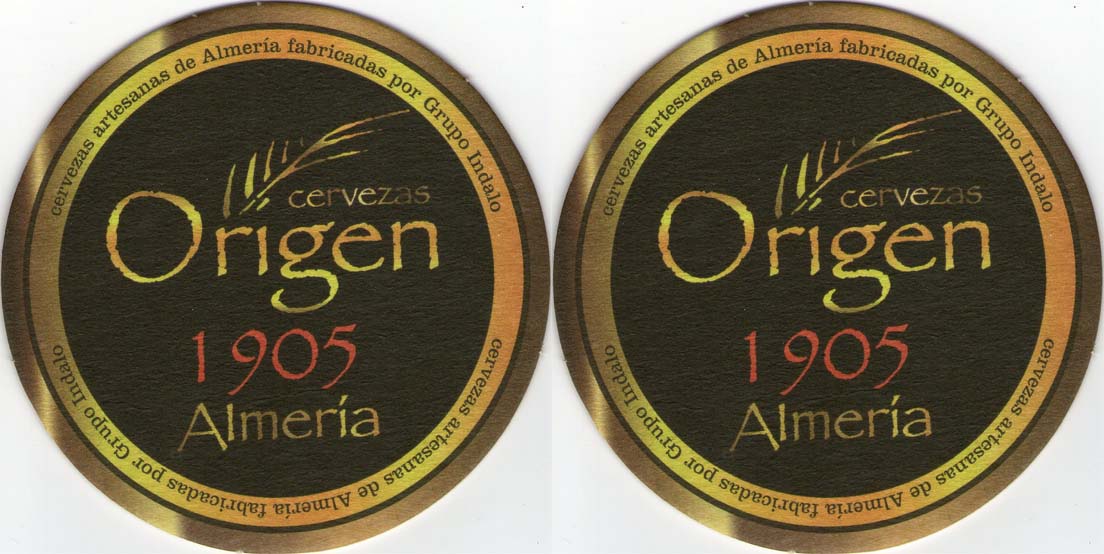 cervezas artesanas de Almería fabricadas por Grupo Indalo
cervezas
Origen
1905
Almería
cervezas artesanas de Almería fabricadas por Grupo Indalo
cervezas artesanas de Almería fabricadas por Grupo Indalo
cervezas
Origen
1905
Almería
cervezas artesanas de Almería fabricadas por Grupo Indalo